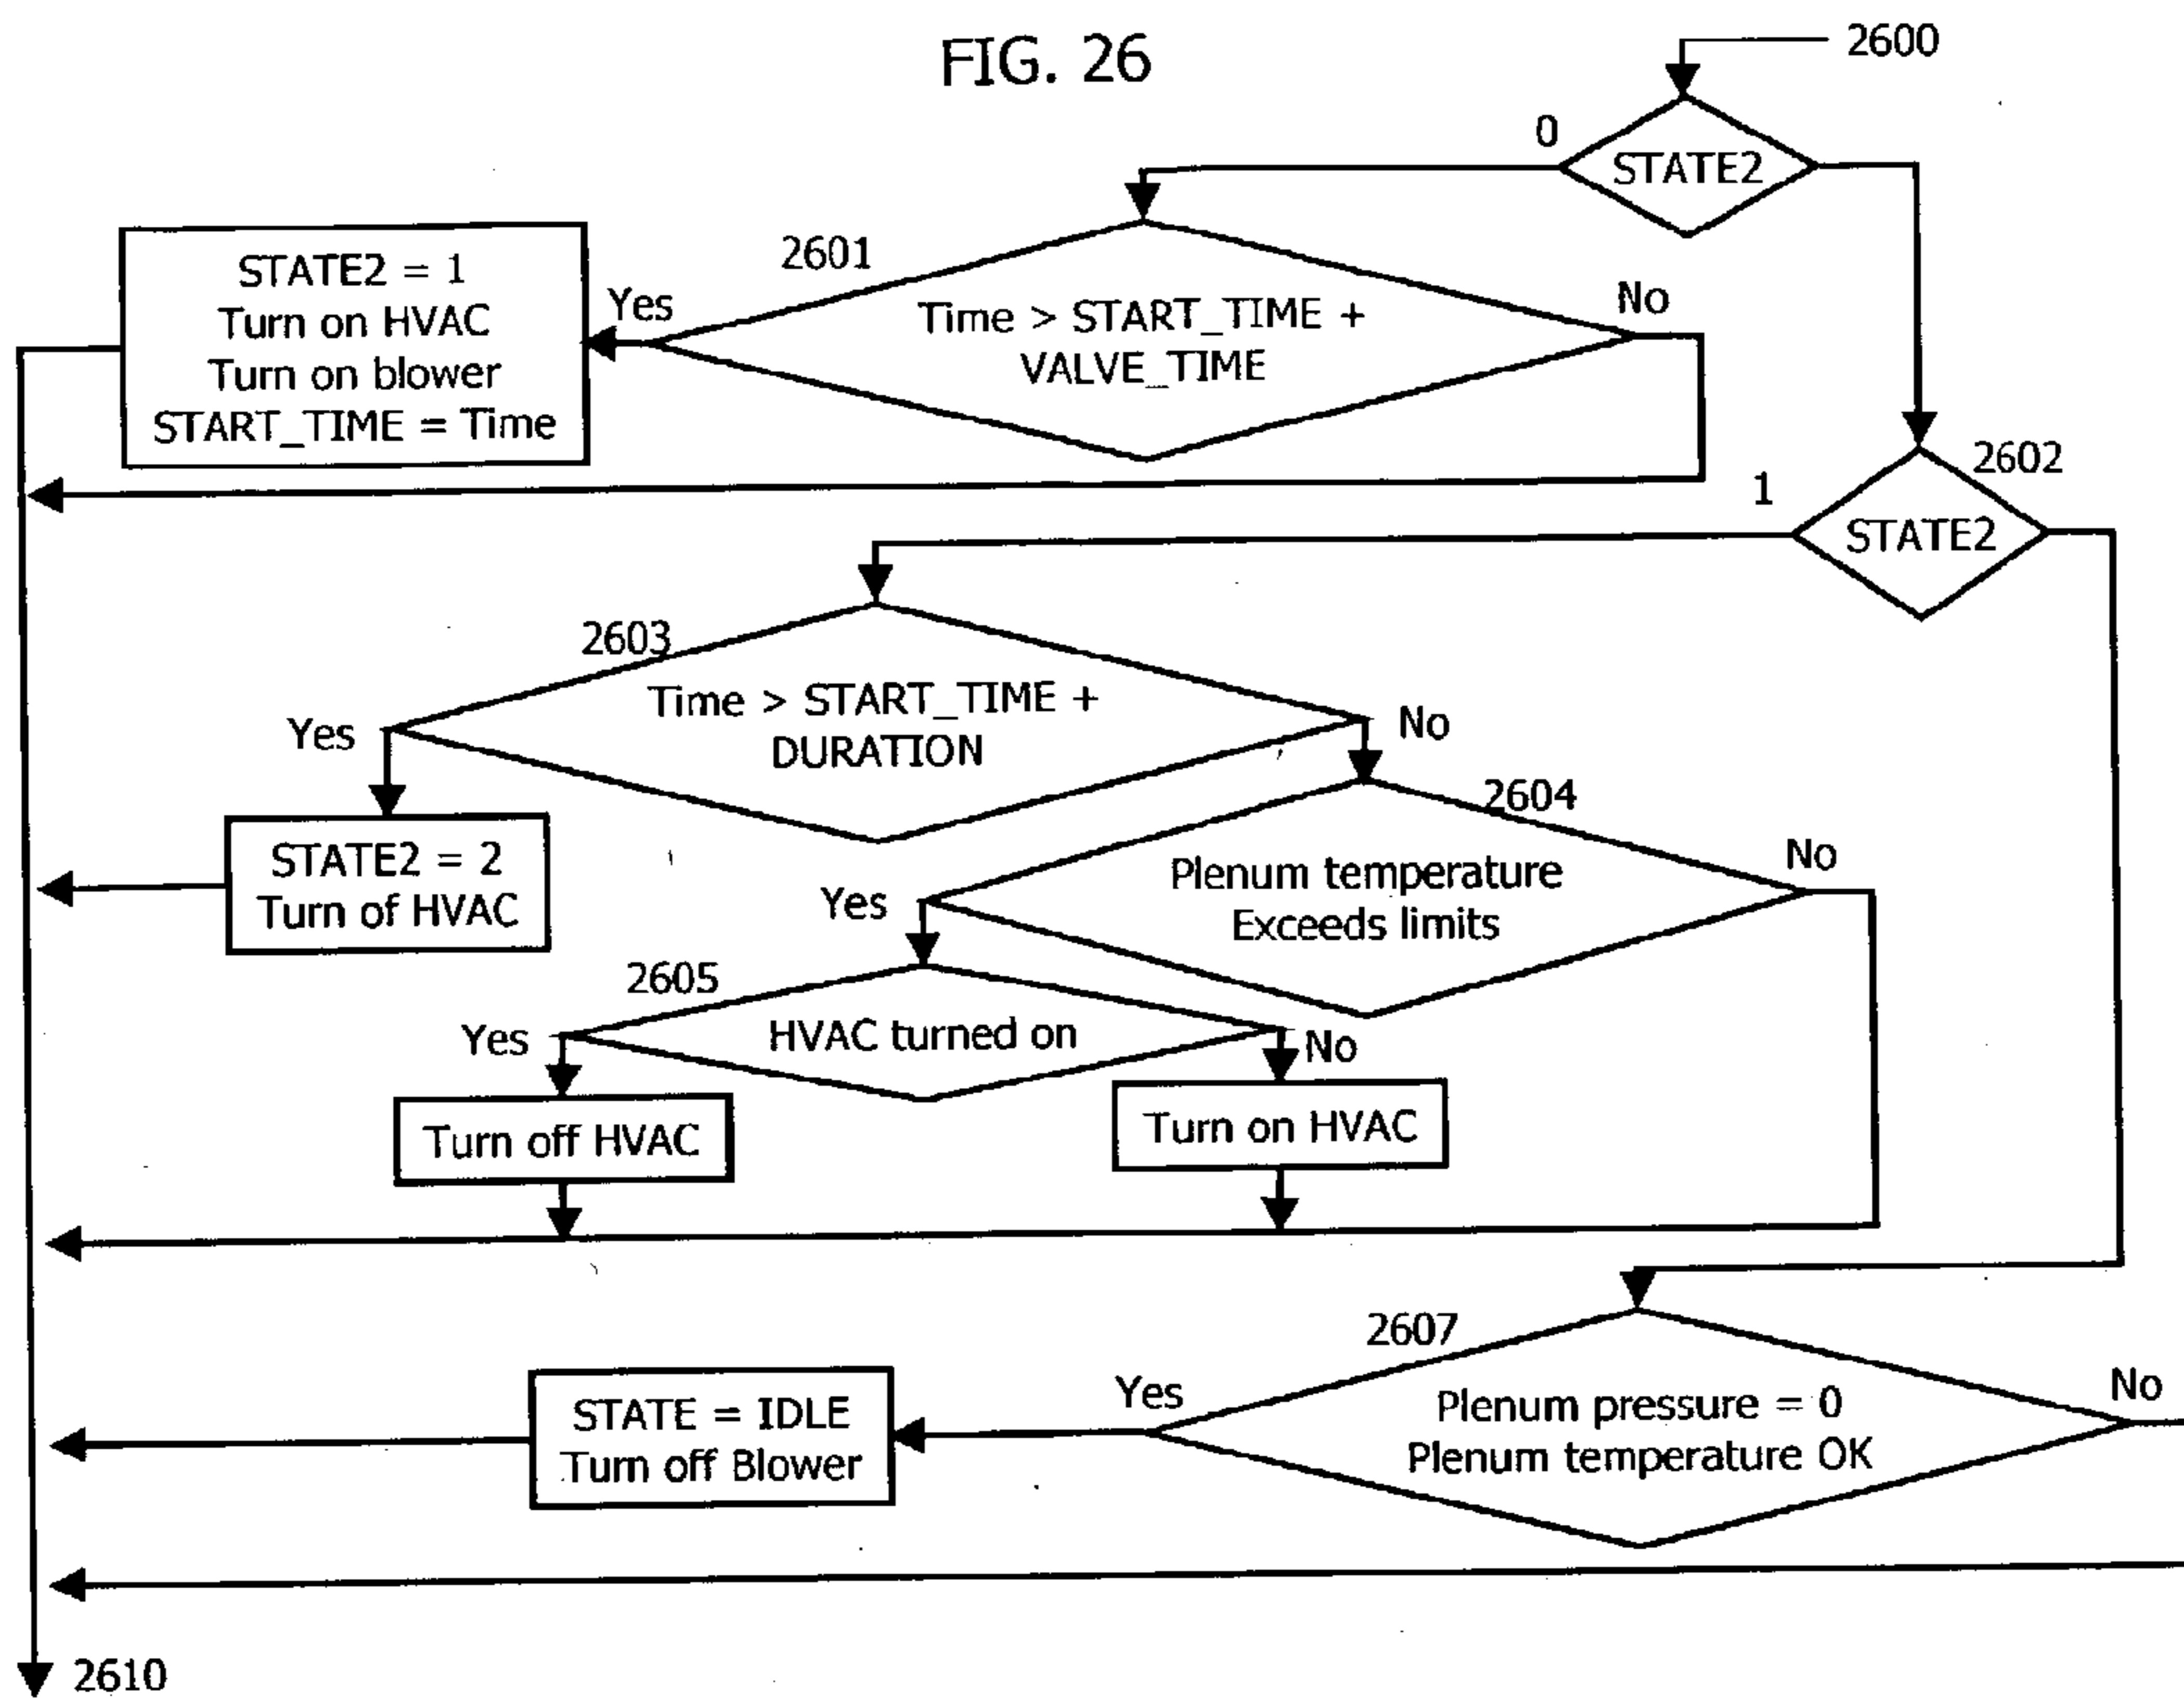 FIG. 26
2600
0
STATE2
2601
STATE2 = 1
Turn on HVAC
Turn on blower
START_TIME = Time
Yes
Time > START_TIME +
VALVE_TIME
No
2602
1
STATE2
2603
Time > START_TIME +
DURATION
Yes
No
2604
STATE2 = 2
Turn of HVAC
Plenum temperature
Exceeds limits
Yes
No
2605
HVAC turned on
Yes
No
Turn off HVAC
Turn on HVAC
2607
Plenum pressure = 0
Plenum temperature OK
Yes
No
STATE = IDLE
Turn off Blower
2610